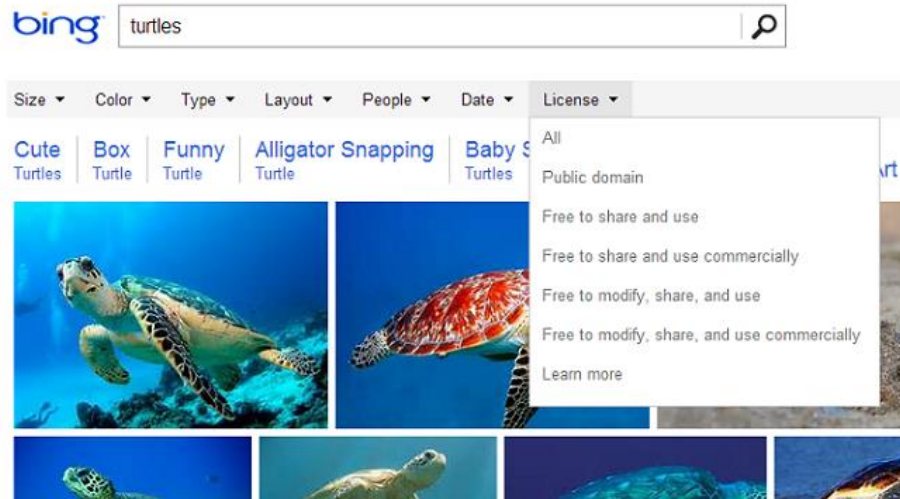 bing
turtles
Size Color Type Layout People Date License
Cute Box Funny Alligator Snapping Baby
Turtles Turtle Turtle Turtle Turtles
All
Public domain
Free to share and use
Free to share and use commercially
Free to modify, share, and use
Free to modify, share, and use commercially
Learn more